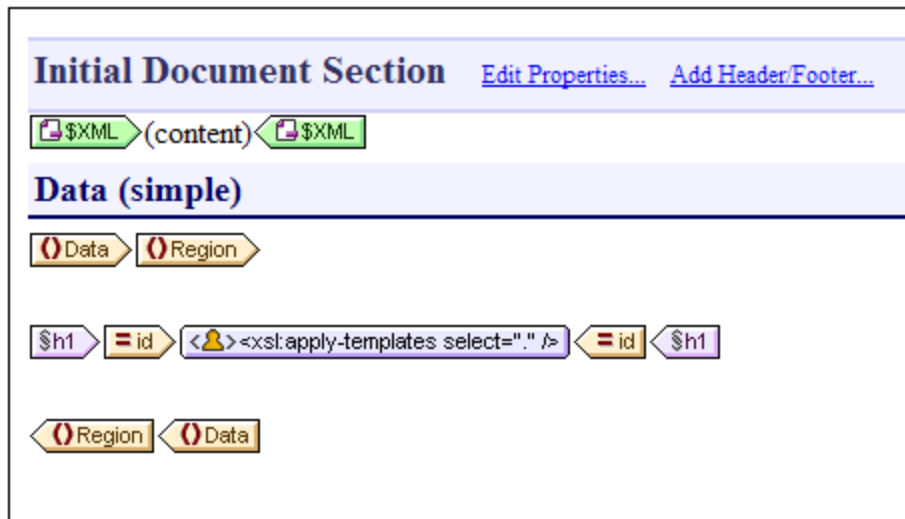 Initial Document Section Edit Properties... Add Header/Footer...
$XML (content) $XML
Data (simple)
()Data ()Region
§h1 =id < ><xsl:apply-templates select="." /> =id §h1
()Region ()Data